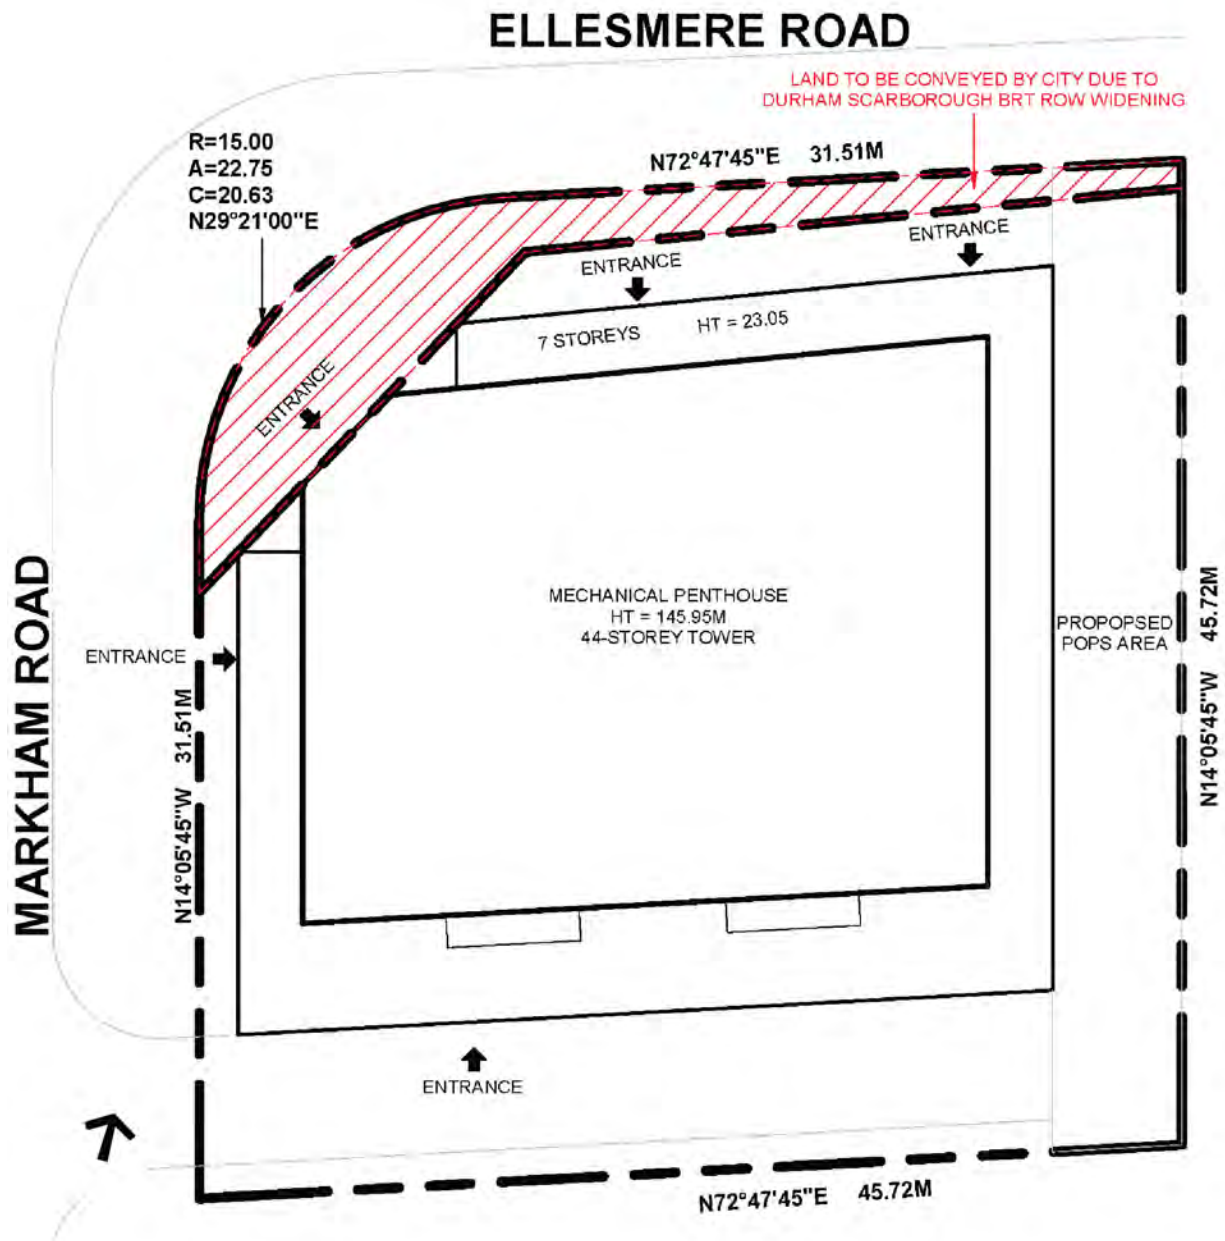 ELLESMERE ROAD
LAND TO BE CONVEYED BY CITY DUE TO
DURHAM SCARBOROUGH BRT ROW WIDENING
R=15.00
A=22.75
C=20.63
N29°21'00"E
N72°47'45"E 31.51M
ENTRANCE
ENTRANCE
7 STOREYS HT = 23.05
ENTRANCE
MECHANICAL PENTHOUSE
HT = 145.95M
44-STOREY TOWER
PROPOPSED
POPS AREA
ENTRANCE
MARKHAM ROAD
N14°05'45"W 31.51M
N14°05'45"W 45.72M
ENTRANCE
N72°47'45"E 45.72M